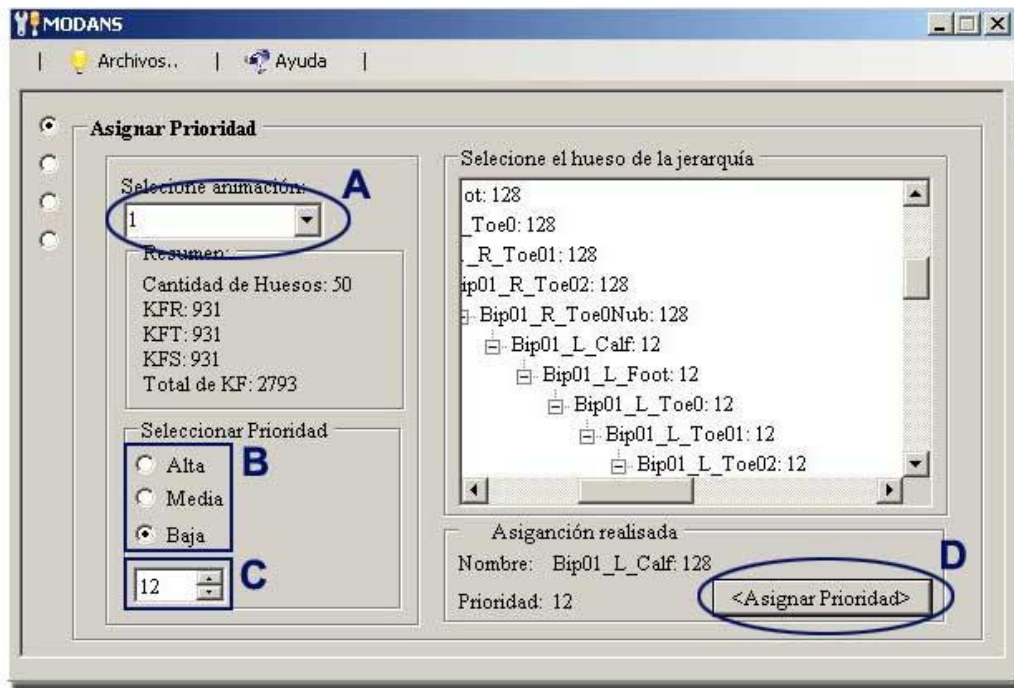 MODANS
| Archivos.. | Ayuda |
Asignar Prioridad
Selecione animación:
A
1
Resumen:
Cantidad de Huesos: 50
KFR: 931
KFT: 931
KFS: 931
Total de KF: 2793
Seleccionar Prioridad
Alta
B
Media
Baja
12
C
Selecione el hueso de la jerarquía
ot: 128
_Toe0: 128
_R_Toe01: 128
ip01_R_Toe02: 128
Bip01_R_Toe0Nub: 128
Bip01_L_Calf: 12
Bip01_L_Foot: 12
Bip01_L_Toe0: 12
Bip01_L_Toe01: 12
Bip01_L_Toe02: 12
Asiganción realisada
Nombre: Bip01_L_Calf: 128
D
Prioridad: 12
<Asignar Prioridad>